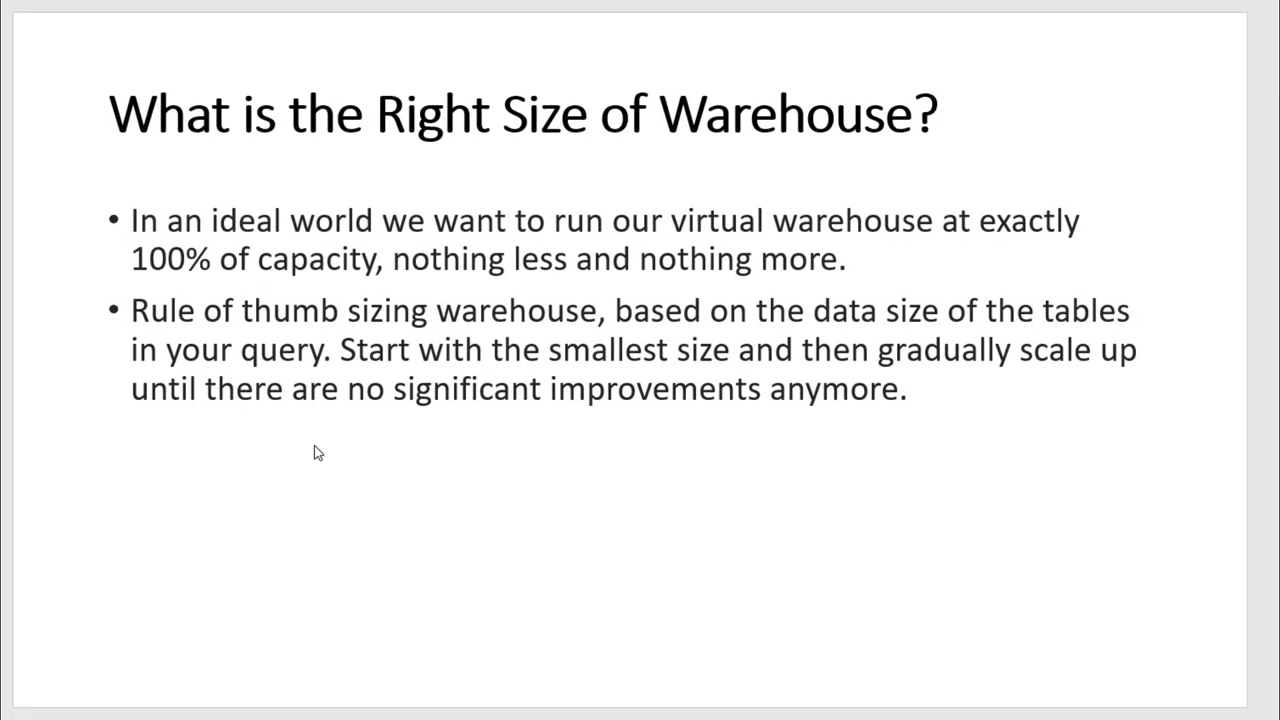 What is the Right Size of Warehouse?
• In an ideal world we want to run our virtual warehouse at exactly
100% of capacity, nothing less and nothing more.
• Rule of thumb sizing warehouse, based on the data size of the tables
in your query. Start with the smallest size and then gradually scale up
until there are no significant improvements anymore.